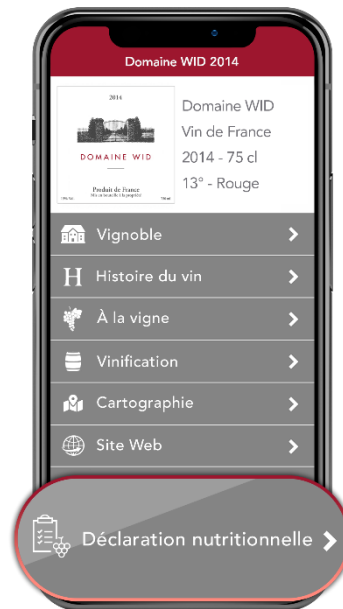 Domaine WID 2014
2014
DOMAINE WID
Produit de France
Domaine WID
Vin de France
2014 - 75 cl
13° - Rouge
Vignoble
H Histoire du vin
À la vigne
Vinification
Cartographie
Site Web
Déclaration nutritionnelle